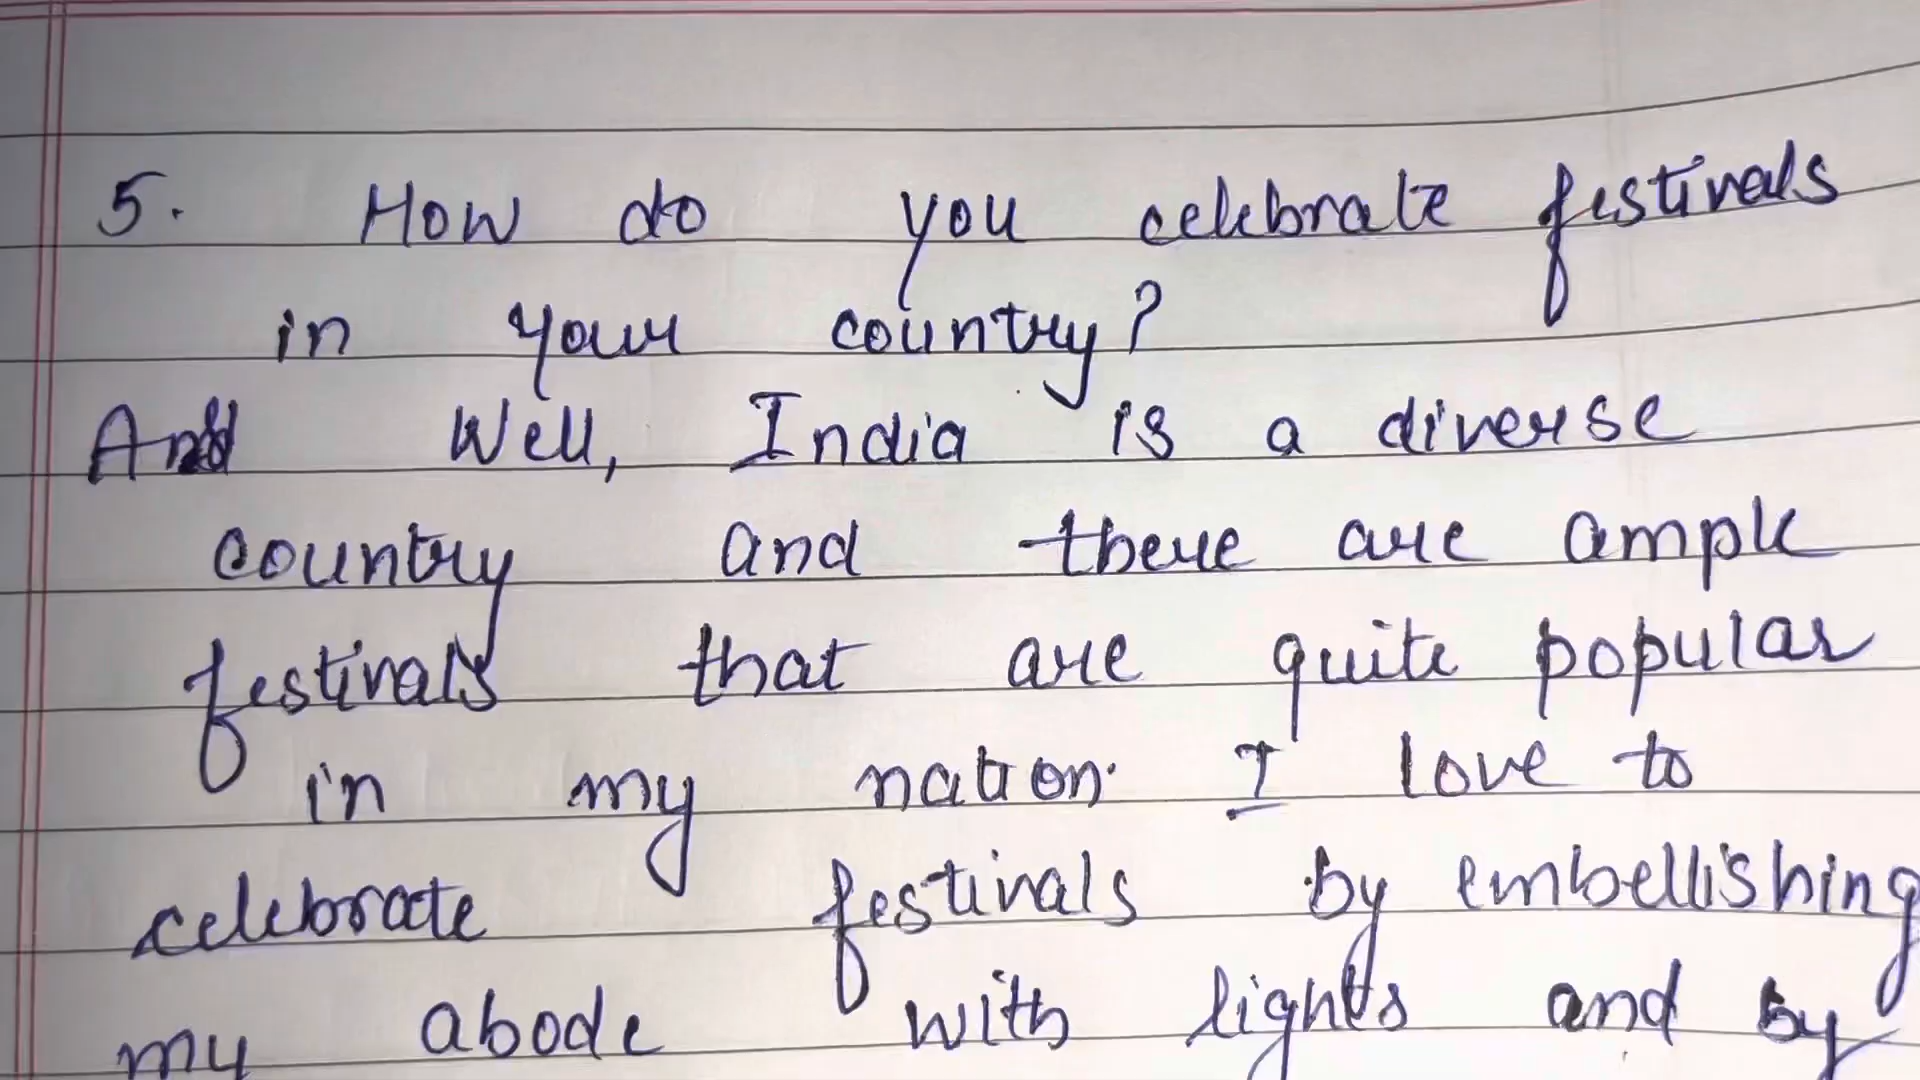 5. How do you celebrate festivals
in your country?
Ans Well, India is a diverse
country and there are ample
festivals that are quite popular
in my nation. I love to
celebrate festivals by embellishing
my abode with lights and by